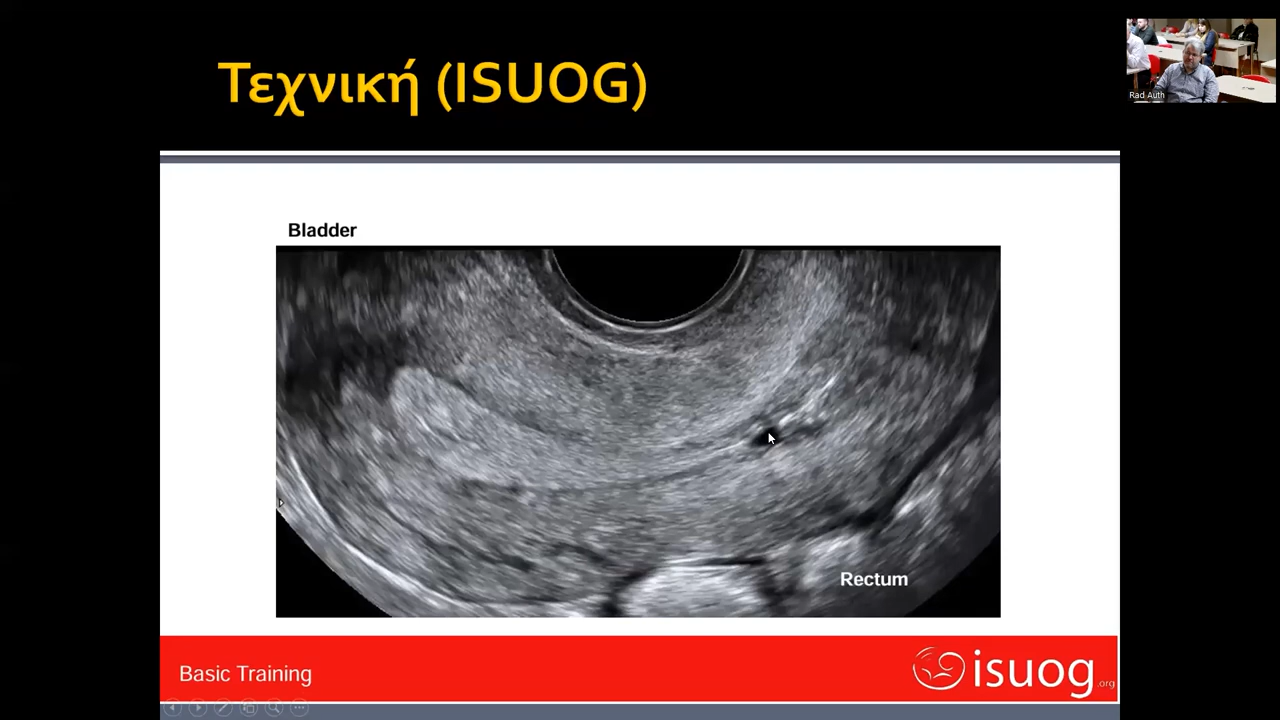 Τεχνική (ISUOG)
Rad Auth
Bladder
Rectum
Basic Training
isuog.org